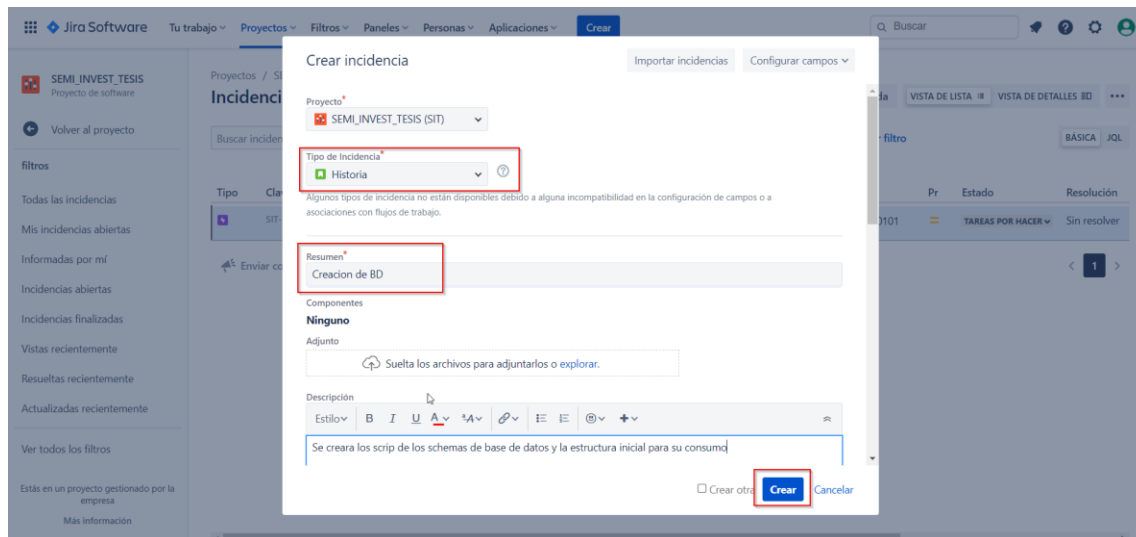 Jira Software Tu trabajo Proyectos Filtros Paneles Personas Aplicaciones Crear Buscar
SEMI_INVEST_TESIS
Proyecto de software
Volver al proyecto
filtros
Todas las incidencias
Mis incidencias abiertas
Informadas por mí
Incidencias abiertas
Incidencias finalizadas
Vistas recientemente
Resueltas recientemente
Actualizadas recientemente
Ver todos los filtros
Estás en un proyecto gestionado por la
empresa
Más información
Proyectos /
Incidenci
Buscar inciden
Tipo Cla
SIT-
Enviar co
Crear incidencia Importar incidencias Configurar campos
Proyecto*
SEMI_INVEST_TESIS (SIT)
Tipo de Incidencia*
Historia
Algunos tipos de incidencia no están disponibles debido a alguna incompatibilidad en la configuración de campos o a
asociaciones con flujos de trabajo.
Resumen*
Creacion de BD
Componentes
Ninguno
Adjunto
Suelta los archivos para adjuntarlos o explorar.
Descripción
Estilo B I U A ᵃA
Se creara los scrip de los schemas de base de datos y la estructura inicial para su consumo
Crear otra Crear Cancelar
da VISTA DE LISTA VISTA DE DETALLES
filtro BÁSICA JQL
Pr Estado Resolución
0101 TAREAS POR HACER Sin resolver
1